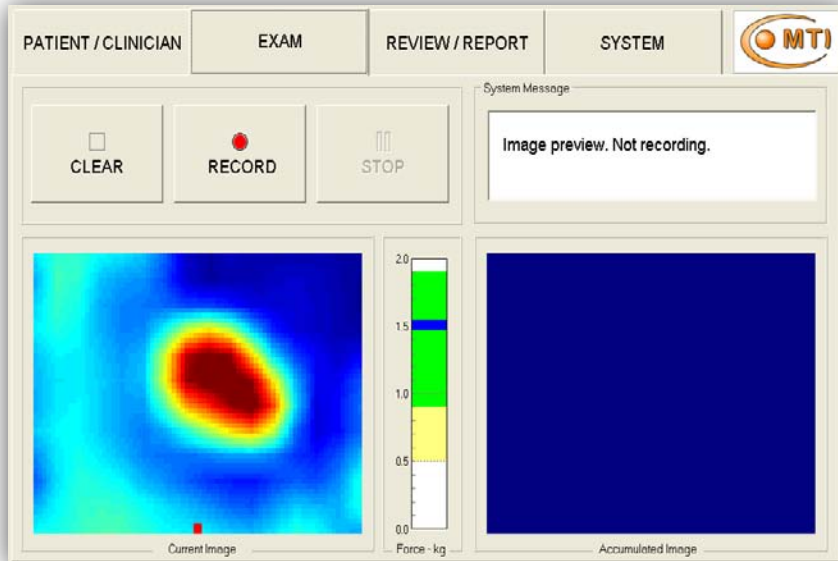 PATIENT / CLINICIAN
EXAM
REVIEW / REPORT
SYSTEM
MTI
CLEAR
RECORD
STOP
System Message
Image preview. Not recording.
2.0
1.5
1.0
0.5
0.0
Current Image
Force - kg
Accumulated Image